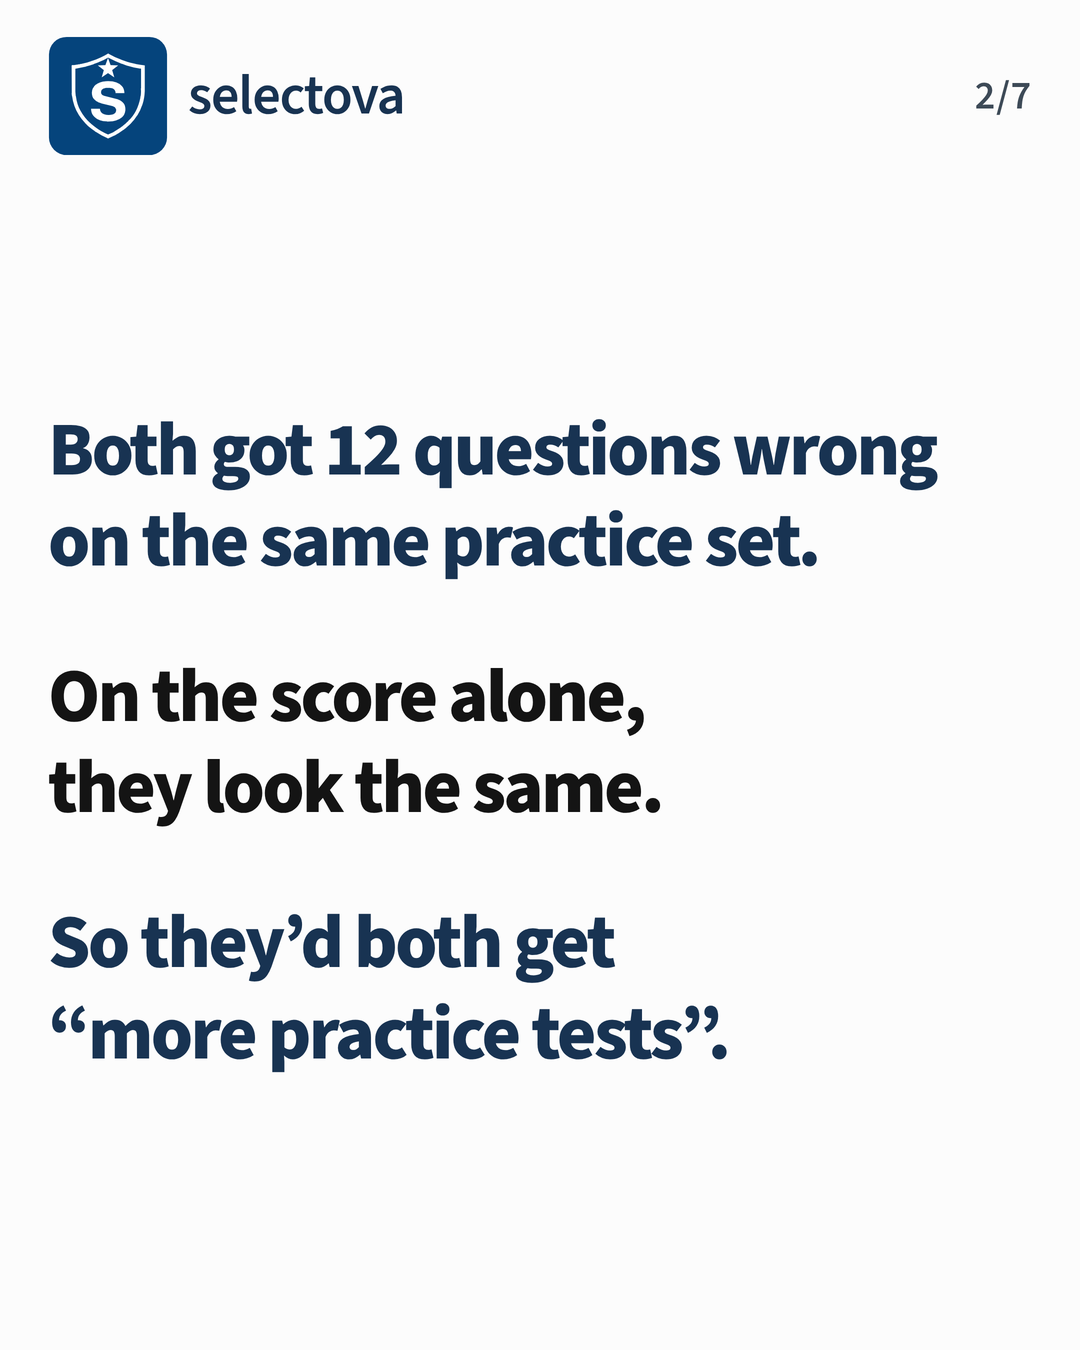 S
selectova
2/7
Both got 12 questions wrong
on the same practice set.
On the score alone,
they look the same.
So they’d both get
“more practice tests”.